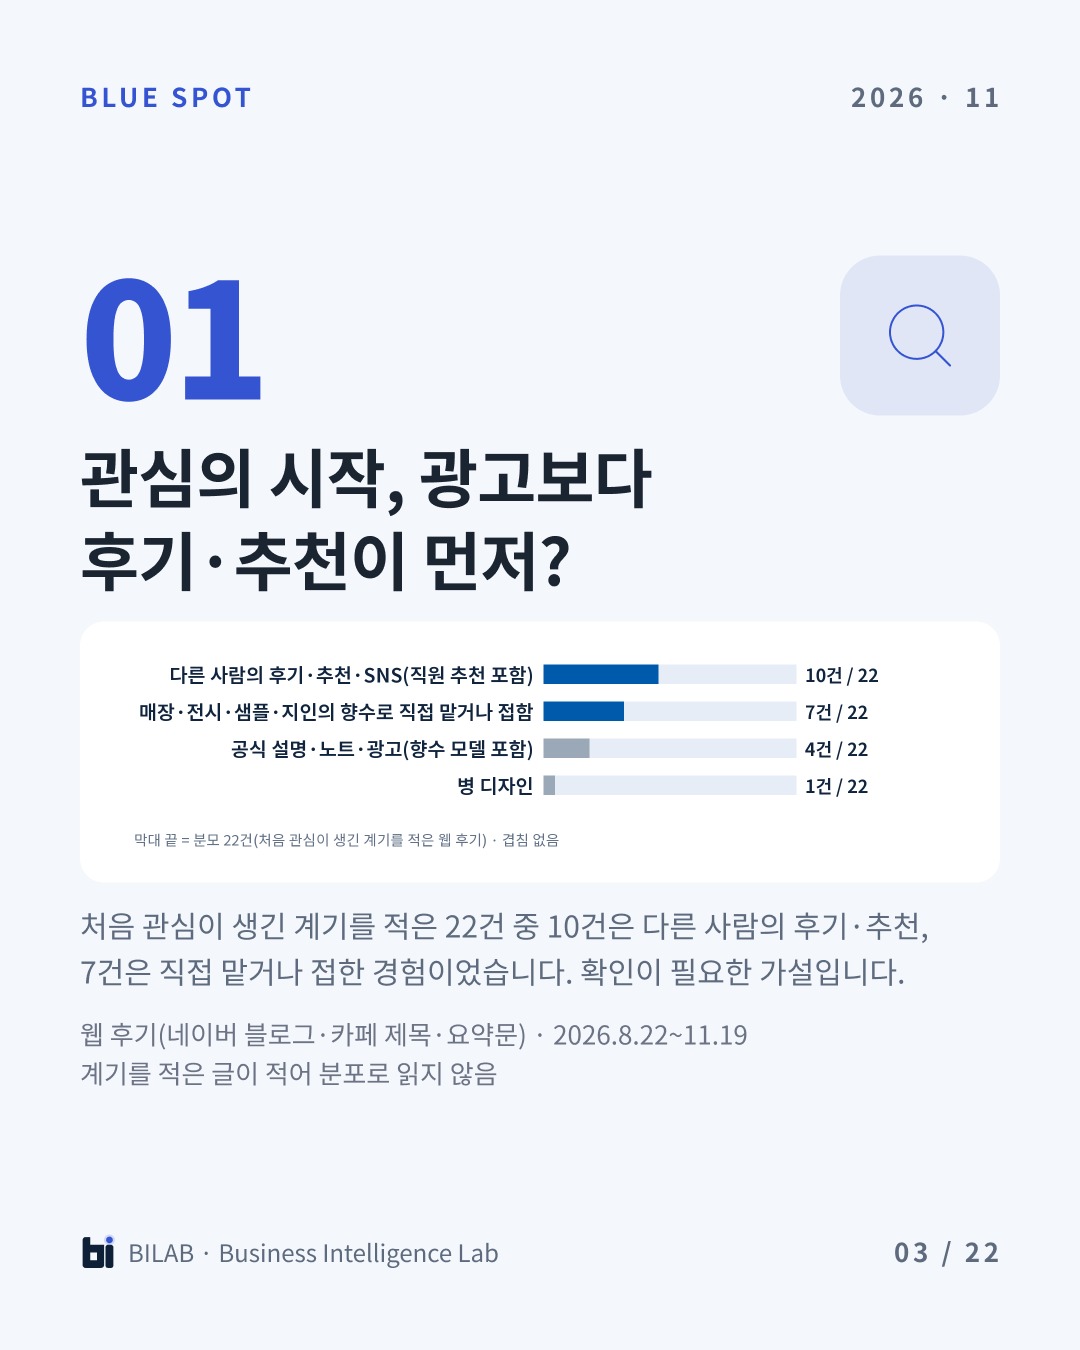 BLUE SPOT
2026 · 11
01
관심의 시작, 광고보다
후기·추천이 먼저?
다른 사람의 후기·추천·SNS(직원 추천 포함) 10건 / 22
매장·전시·샘플·지인의 향수로 직접 맡거나 접함 7건 / 22
공식 설명·노트·광고(향수 모델 포함) 4건 / 22
병 디자인 1건 / 22
막대 끝 = 분모 22건(처음 관심이 생긴 계기를 적은 웹 후기) · 겹침 없음
처음 관심이 생긴 계기를 적은 22건 중 10건은 다른 사람의 후기·추천,
7건은 직접 맡거나 접한 경험이었습니다. 확인이 필요한 가설입니다.
웹 후기(네이버 블로그·카페 제목·요약문) · 2026.8.22~11.19
계기를 적은 글이 적어 분포로 읽지 않음
bi BILAB · Business Intelligence Lab
03 / 22